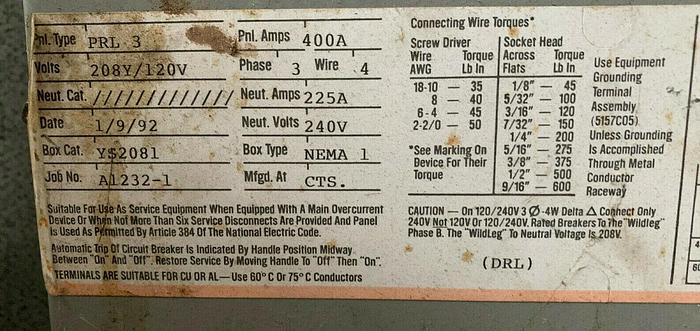 Pnl. Type PRL 3 Pnl. Amps 400A
Volts 208Y/120V Phase 3 Wire 4
Neut. Cat. ///////////// Neut. Amps 225A
Date 1/9/92 Neut. Volts 240V
Box Cat. Y$2081 Box Type NEMA 1
Job No. A1232-1 Mfgd. At CTS.
Suitable For Use As Service Equipment When Equipped With A Main Overcurrent
Device Or When Not More Than Six Service Disconnects Are Provided And Panel
Is Used As Permitted By Article 384 Of The National Electric Code.
Automatic Trip Of Circuit Breaker Is Indicated By Handle Position Midway
Between "On" And "Off". Restore Service By Moving Handle To "Off" Then "On".
TERMINALS ARE SUITABLE FOR CU OR AL—Use 60° C Or 75° C Conductors
Connecting Wire Torques*
Screw Driver
Wire Torque
AWG Lb In
18-10 — 35
8 — 40
6-4 — 45
2-2/0 — 50
*See Marking On
Device For Their
Torque
Socket Head
Across Torque
Flats Lb In
1/8" — 45
5/32" — 100
3/16" — 120
7/32" — 150
1/4" — 200
5/16" — 275
3/8" — 375
1/2" — 500
9/16" — 600
Use Equipment
Grounding
Terminal
Assembly
(5157C05)
Unless Grounding
Is Accomplished
Through Metal
Conductor
Raceway
CAUTION — On 120/240V 3 Ø -4W Delta Δ Connect Only
240V Not 120V Or 120/240V. Rated Breakers To The "Wildleg"
Phase B. The "WildLeg" To Neutral Voltage Is 208V.
(DRL)